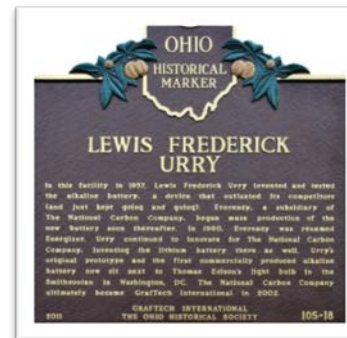 OHIO
HISTORICAL
MARKER
LEWIS FREDERICK
URRY
In this facility in 1957, Lewis Frederick Urry invented and tested
the alkaline battery, a device that outlasted its competitors
(and just kept going and going). Eveready, a subsidiary of
The National Carbon Company, began mass production of the
new battery soon thereafter. In 1980, Eveready was renamed
Energizer. Urry continued to innovate for The National Carbon
Company, inventing the lithium battery there as well. Urry's
original prototype and the first commercially produced alkaline
battery now sit next to Thomas Edison's light bulb in the
Smithsonian in Washington, DC. The National Carbon Company
ultimately became GrafTech International in 2002.
GRAFTECH INTERNATIONAL
2011 THE OHIO HISTORICAL SOCIETY 105-18